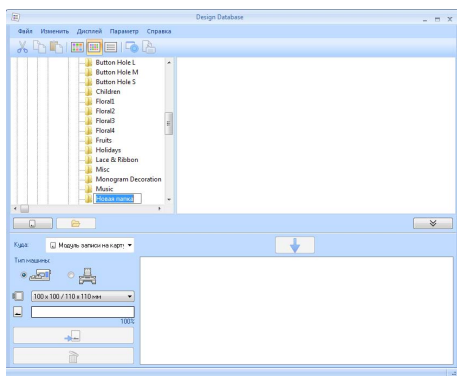 Design Database
Файл Изменить Дисплей Параметр Справка
Button Hole L
Button Hole M
Button Hole S
Children
Floral1
Floral2
Floral3
Floral4
Fruits
Holidays
Lace & Ribbon
Misc
Monogram Decoration
Music
Новая папка
Куда: Модуль записи на карту
Тип машины:
100 x 100 / 110 x 110 мм
100%